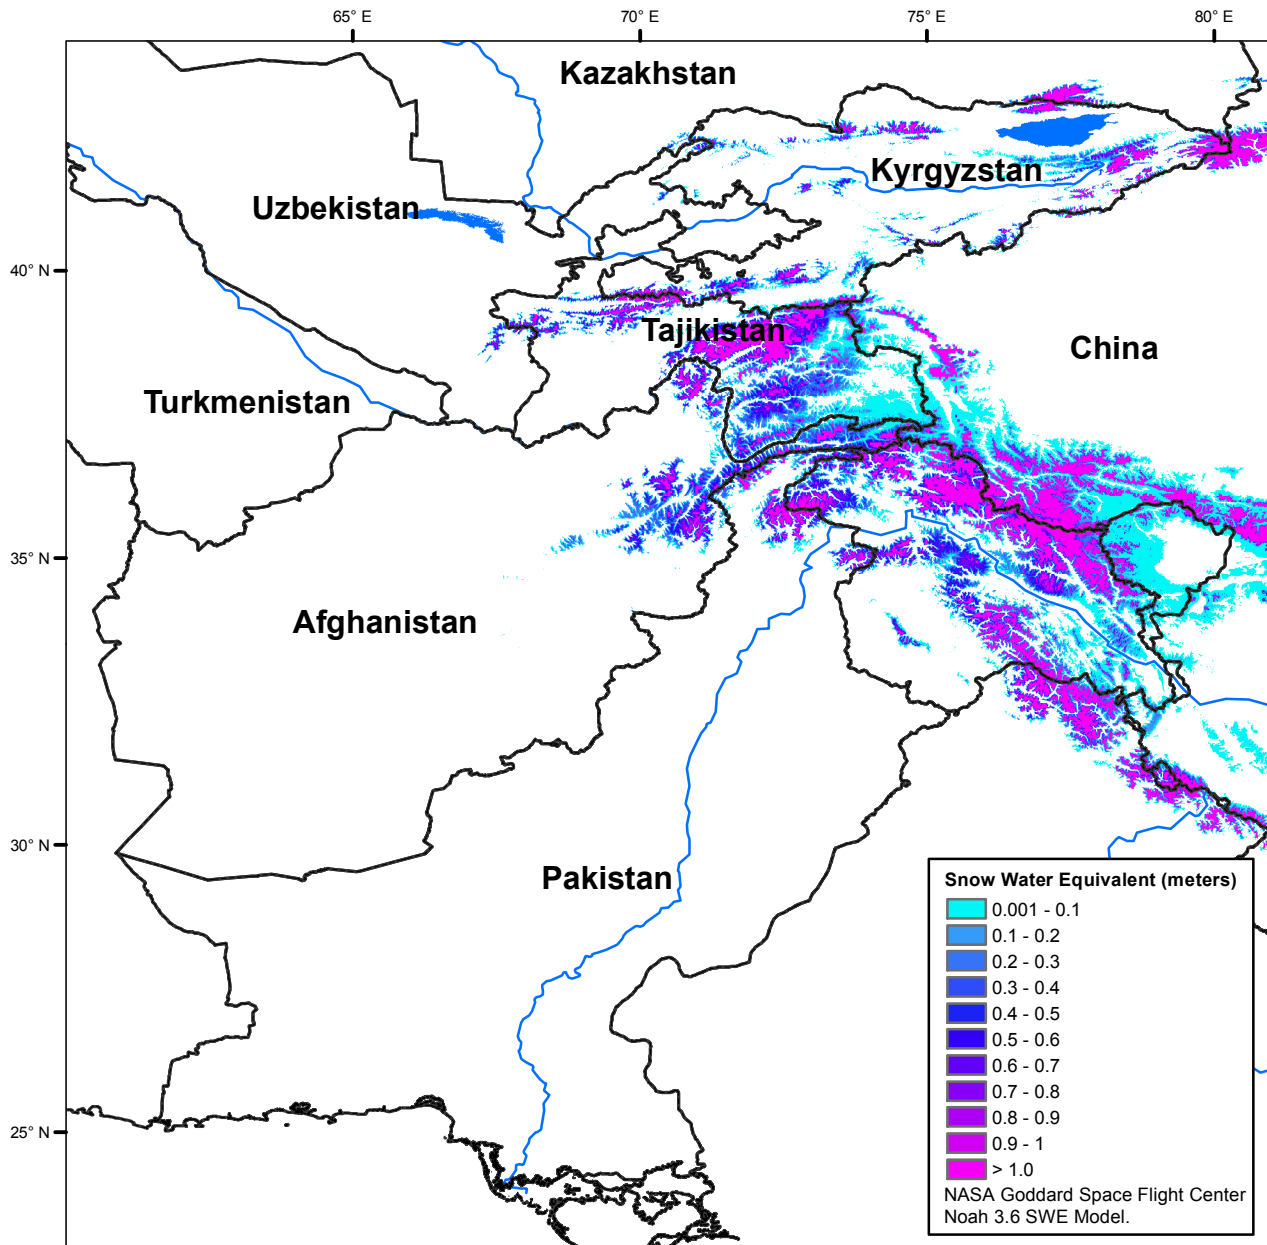 65° E
70° E
75° E
80° E
Kazakhstan
Kyrgyzstan
Uzbekistan
40° N
Tajikistan
China
Turkmenistan
35° N
Afghanistan
30° N
Pakistan
25° N
Snow Water Equivalent (meters)
0.001 - 0.1
0.1 - 0.2
0.2 - 0.3
0.3 - 0.4
0.4 - 0.5
0.5 - 0.6
0.6 - 0.7
0.7 - 0.8
0.8 - 0.9
0.9 - 1
> 1.0
NASA Goddard Space Flight Center
Noah 3.6 SWE Model.